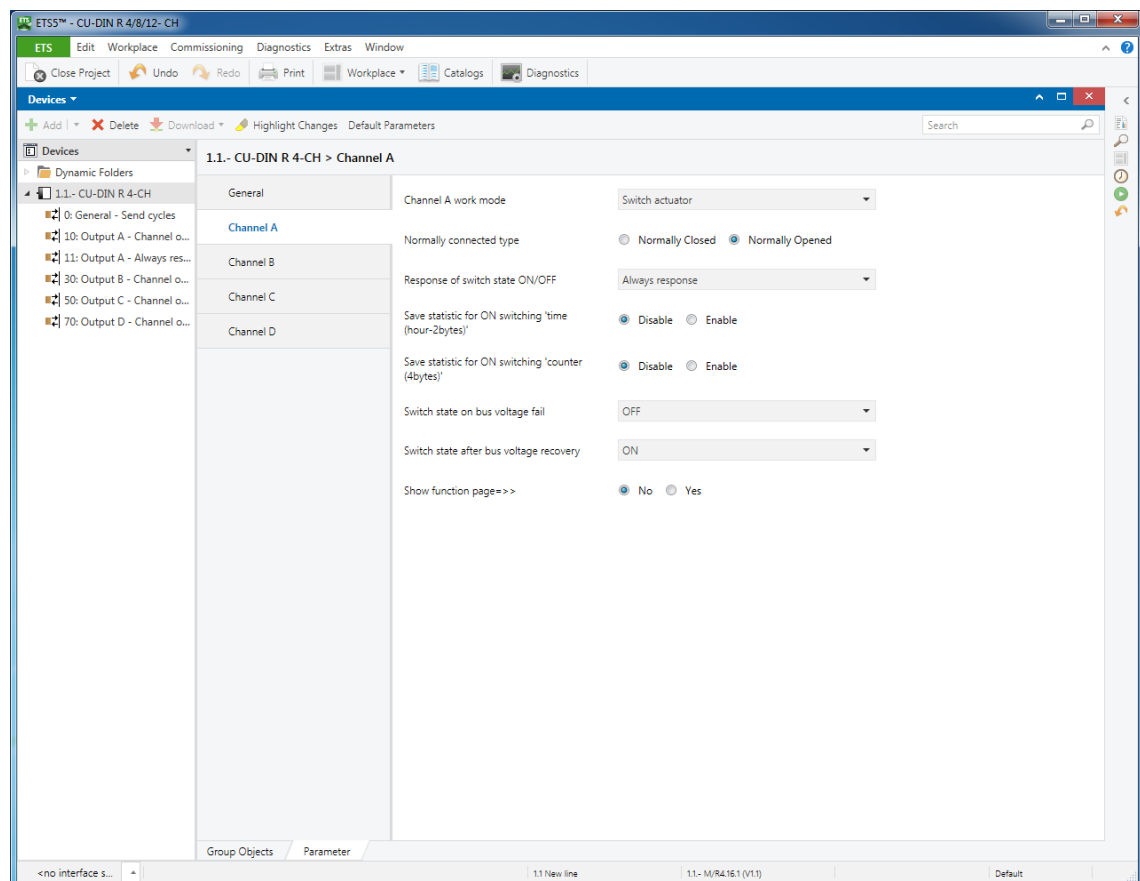 ETS5™ - CU-DIN R 4/8/12- CH
ETS Edit Workplace Commissioning Diagnostics Extras Window
Close Project Undo Redo Print Workplace Catalogs Diagnostics
Devices
Add Delete Download Highlight Changes Default Parameters Search
Devices
Dynamic Folders
1.1.- CU-DIN R 4-CH
0: General - Send cycles
10: Output A - Channel o...
11: Output A - Always res...
30: Output B - Channel o...
50: Output C - Channel o...
70: Output D - Channel o...
1.1.- CU-DIN R 4-CH > Channel A
General
Channel A
Channel B
Channel C
Channel D
Channel A work mode Switch actuator
Normally connected type Normally Closed Normally Opened
Response of switch state ON/OFF Always response
Save statistic for ON switching 'time
(hour-2bytes)' Disable Enable
Save statistic for ON switching 'counter
(4bytes)' Disable Enable
Switch state on bus voltage fail OFF
Switch state after bus voltage recovery ON
Show function page=>> No Yes
Group Objects Parameter
<no interface s... 1.1 New line 1.1.- M/R4.16.1 (V1.1) Default